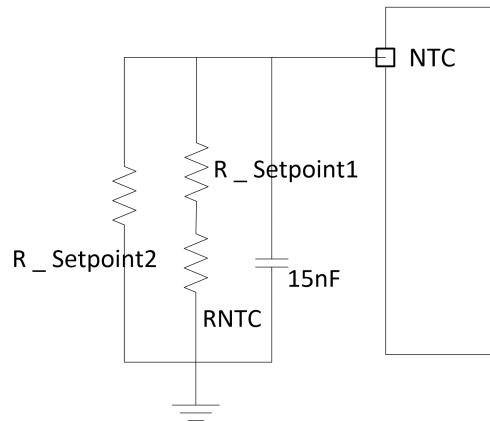 NTC
R _ Setpoint1
R _ Setpoint2
15nF
RNTC